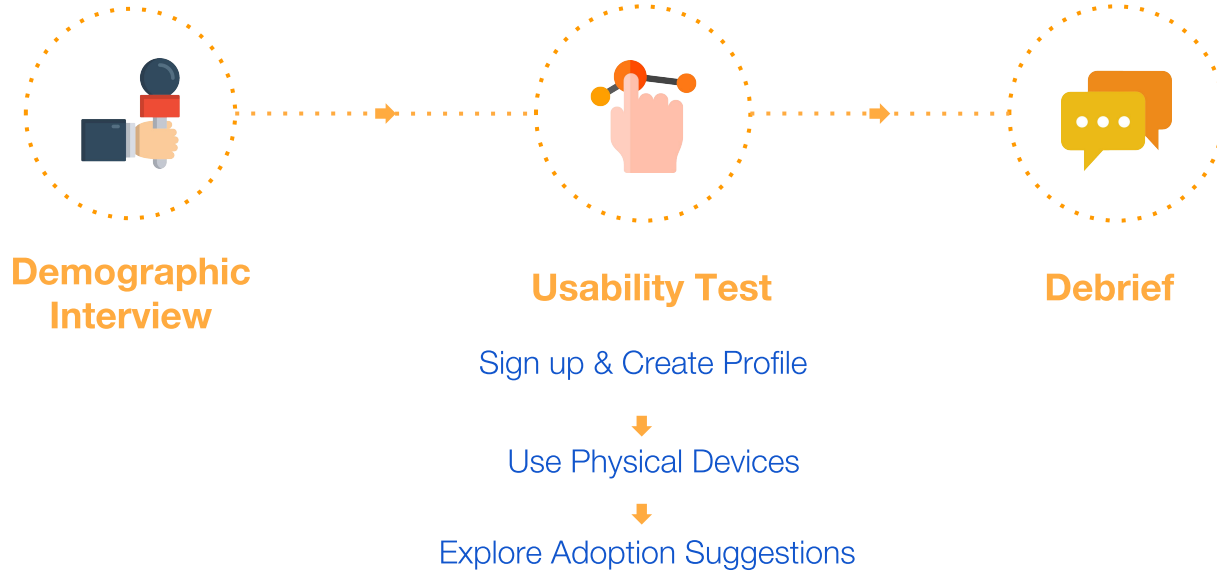 Demographic
Interview
Usability Test
Debrief
Sign up & Create Profile
Use Physical Devices
Explore Adoption Suggestions